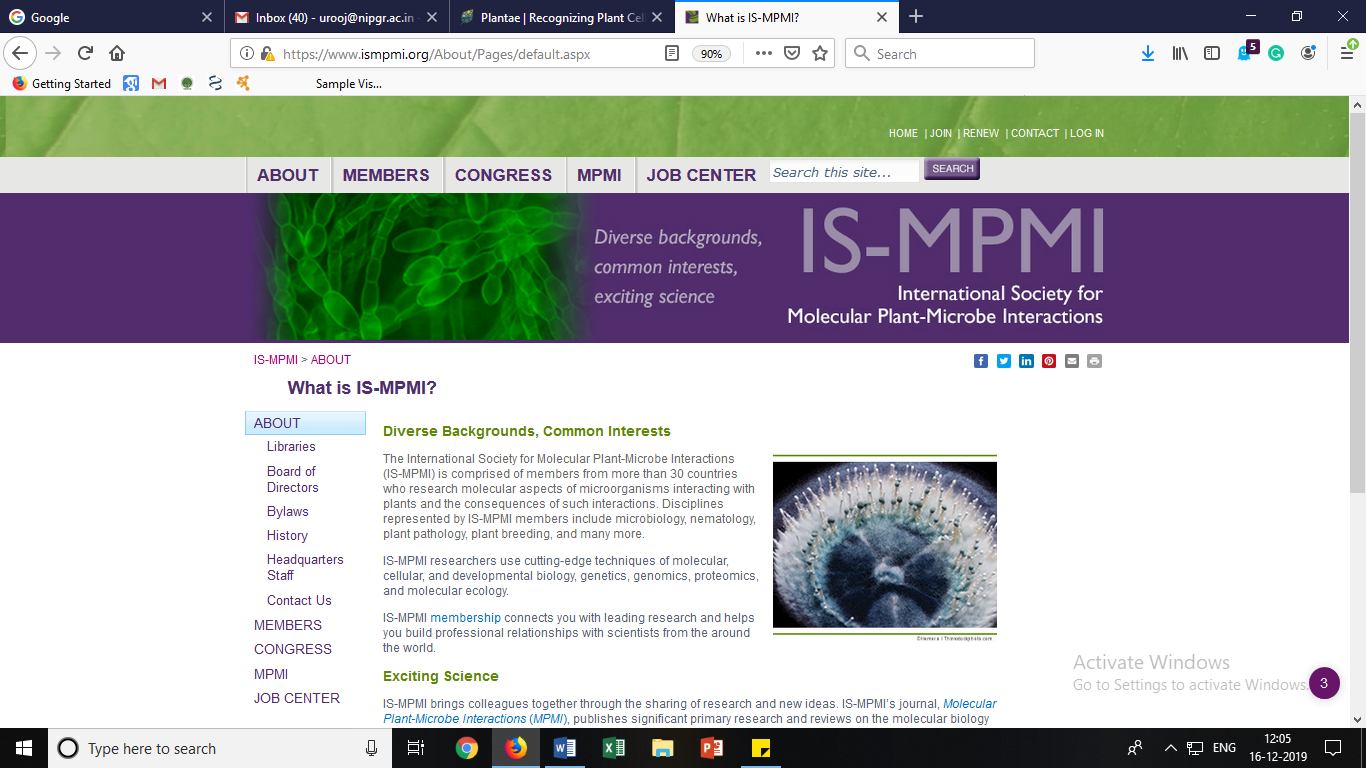 Google
Inbox (40) - urooj@nipgr.ac.in -
Plantae | Recognizing Plant Cell
What is IS-MPMI?
https://www.ismpmi.org/About/Pages/default.aspx
90%
Search
5
Getting Started
Sample Vis...
HOME | JOIN | RENEW | CONTACT | LOG IN
ABOUT MEMBERS CONGRESS MPMI JOB CENTER Search this site... SEARCH
Diverse backgrounds,
common interests,
exciting science
IS-MPMI
International Society for
Molecular Plant-Microbe Interactions
IS-MPMI > ABOUT
What is IS-MPMI?
ABOUT
Libraries
Board of
Directors
Bylaws
History
Headquarters
Staff
Contact Us
MEMBERS
CONGRESS
MPMI
JOB CENTER
Diverse Backgrounds, Common Interests
The International Society for Molecular Plant-Microbe Interactions
(IS-MPMI) is comprised of members from more than 30 countries
who research molecular aspects of microorganisms interacting with
plants and the consequences of such interactions. Disciplines
represented by IS-MPMI members include microbiology, nematology,
plant pathology, plant breeding, and many more.
IS-MPMI researchers use cutting-edge techniques of molecular,
cellular, and developmental biology, genetics, genomics, proteomics,
and molecular ecology.
IS-MPMI membership connects you with leading research and helps
you build professional relationships with scientists from the around
the world.
©Hemera | Thinkstockphoto.com
Exciting Science
IS-MPMI brings colleagues together through the sharing of research and new ideas. IS-MPMI's journal, Molecular
Plant-Microbe Interactions (MPMI), publishes significant primary research and reviews on the molecular biology
Activate Windows
Go to Settings to activate Windows.
3
Type here to search
ENG
12:05
16-12-2019